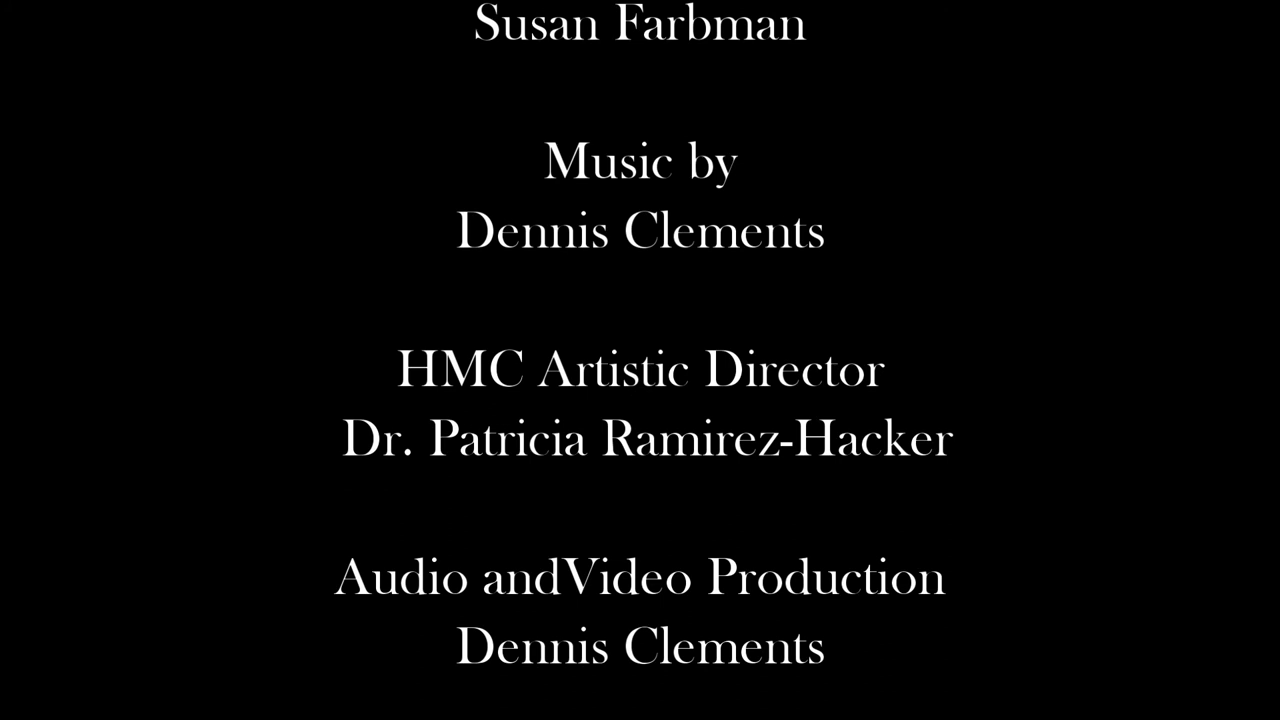 Susan Farbman
Music by
Dennis Clements
HMC Artistic Director
Dr. Patricia Ramirez-Hacker
Audio andVideo Production
Dennis Clements